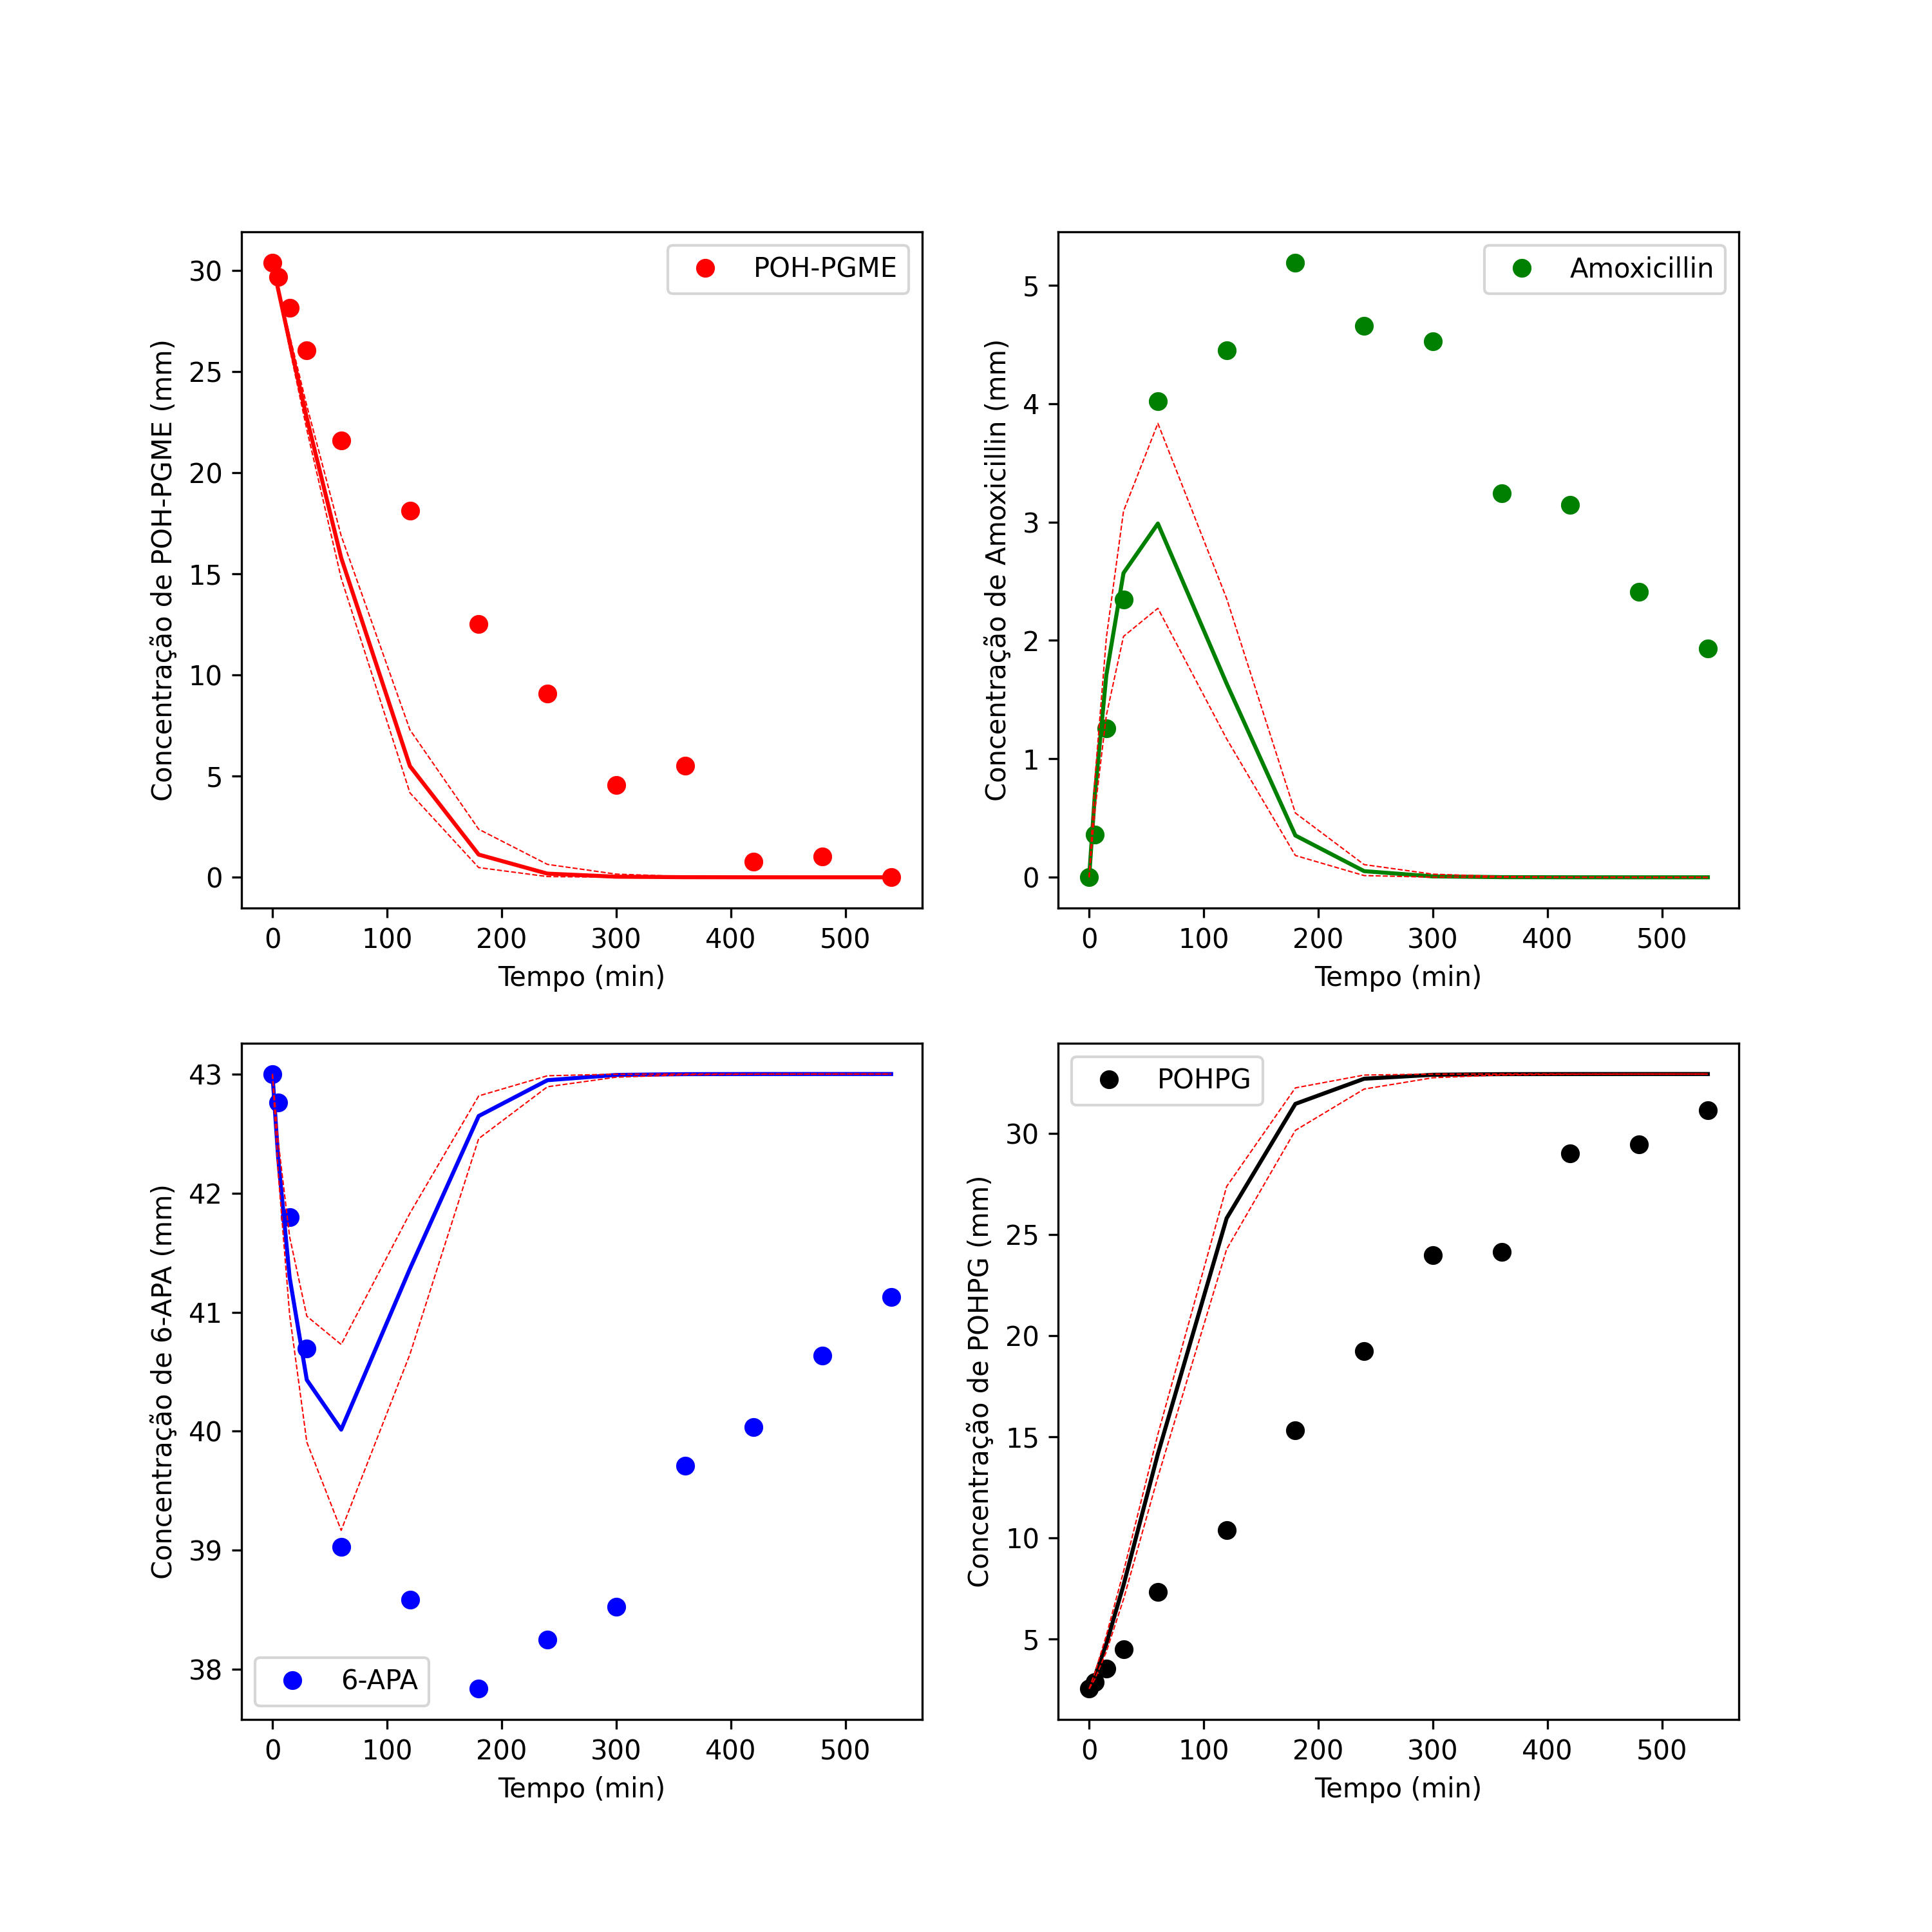 POH-PGME
Concentração de POH-PGME (mm)
30
25
20
15
10
5
0
0 100 200 300 400 500
Tempo (min)
Amoxicillin
Concentração de Amoxicillin (mm)
5
4
3
2
1
0
0 100 200 300 400 500
Tempo (min)
Concentração de 6-APA (mm)
43
42
41
40
39
38
6-APA
0 100 200 300 400 500
Tempo (min)
POHPG
Concentração de POHPG (mm)
30
25
20
15
10
5
0 100 200 300 400 500
Tempo (min)